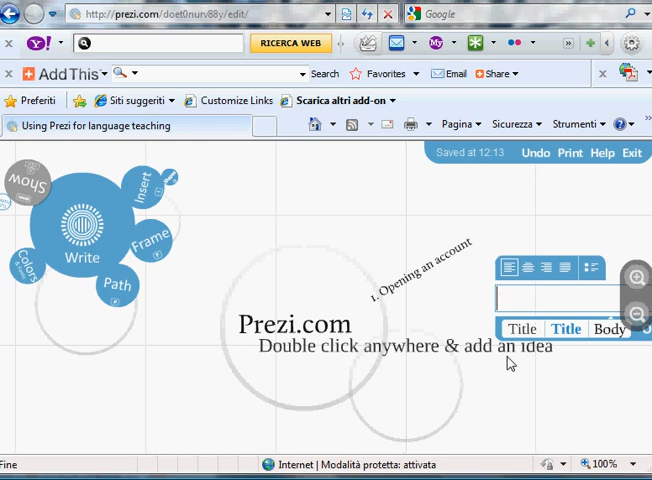 http://prezi.com/doet0nurv88y/edit/
Google
Y!
RICERCA WEB
My
AddThis
Search
Favorites
Email
Share
Preferiti
Siti suggeriti
Customize Links
Scarica altri add-on
Using Prezi for language teaching
Pagina
Sicurezza
Strumenti
Saved at 12:13
Undo
Print
Help
Exit
Show
Insert
Write
Frame
Colors
Path
1. Opening an account
Prezi.com
Double click anywhere & add an idea
Title
Title
Body
Fine
Internet | Modalità protetta: attivata
100%